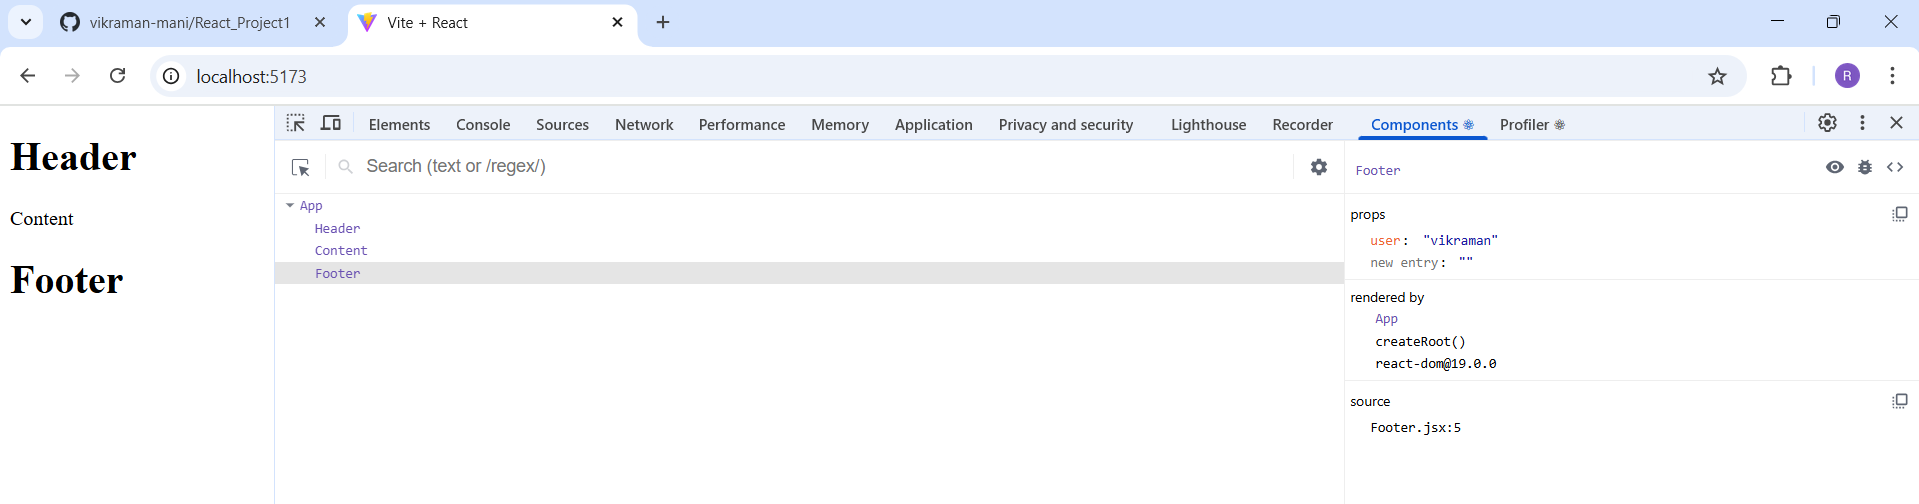 vikraman-mani/React_Project1
Vite + React
localhost:5173
R
Header
Content
Footer
Elements Console Sources Network Performance Memory Application Privacy and security Lighthouse Recorder Components Profiler
Search (text or /regex/)
App
Header
Content
Footer
Footer
props
user: "vikraman"
new entry: ""
rendered by
App
createRoot()
react-dom@19.0.0
source
Footer.jsx:5